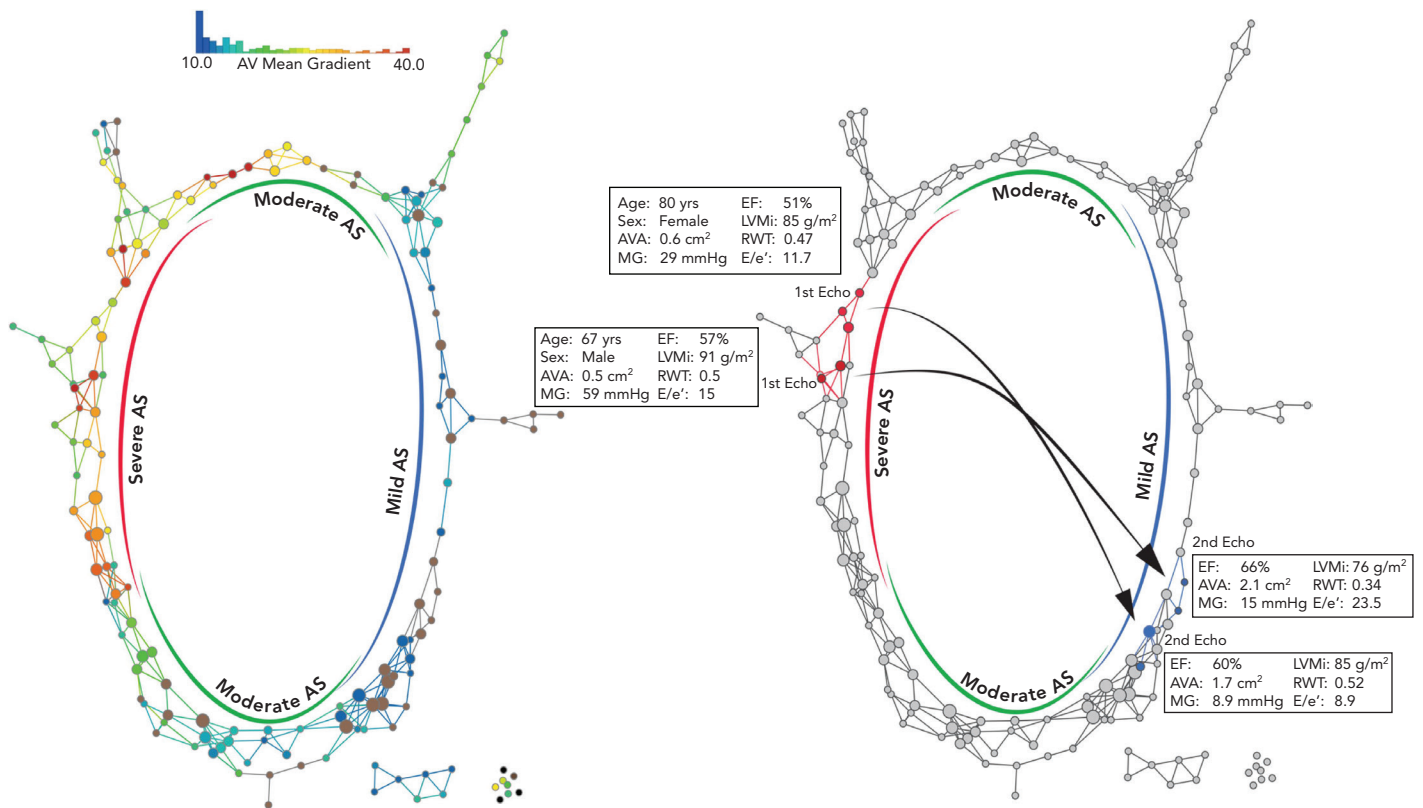 10.0 AV Mean Gradient 40.0
Moderate AS
Severe AS
Mild AS
Moderate AS
Age: 80 yrs EF: 51%
Sex: Female LVMi: 85 g/m²
AVA: 0.6 cm² RWT: 0.47
MG: 29 mmHg E/e': 11.7
1st Echo
Age: 67 yrs EF: 57%
Sex: Male LVMi: 91 g/m²
AVA: 0.5 cm² RWT: 0.5
MG: 59 mmHg E/e': 15
1st Echo
Moderate AS
Severe AS
Mild AS
Moderate AS
2nd Echo
EF: 66% LVMi: 76 g/m²
AVA: 2.1 cm² RWT: 0.34
MG: 15 mmHg E/e': 23.5
2nd Echo
EF: 60% LVMi: 85 g/m²
AVA: 1.7 cm² RWT: 0.52
MG: 8.9 mmHg E/e': 8.9